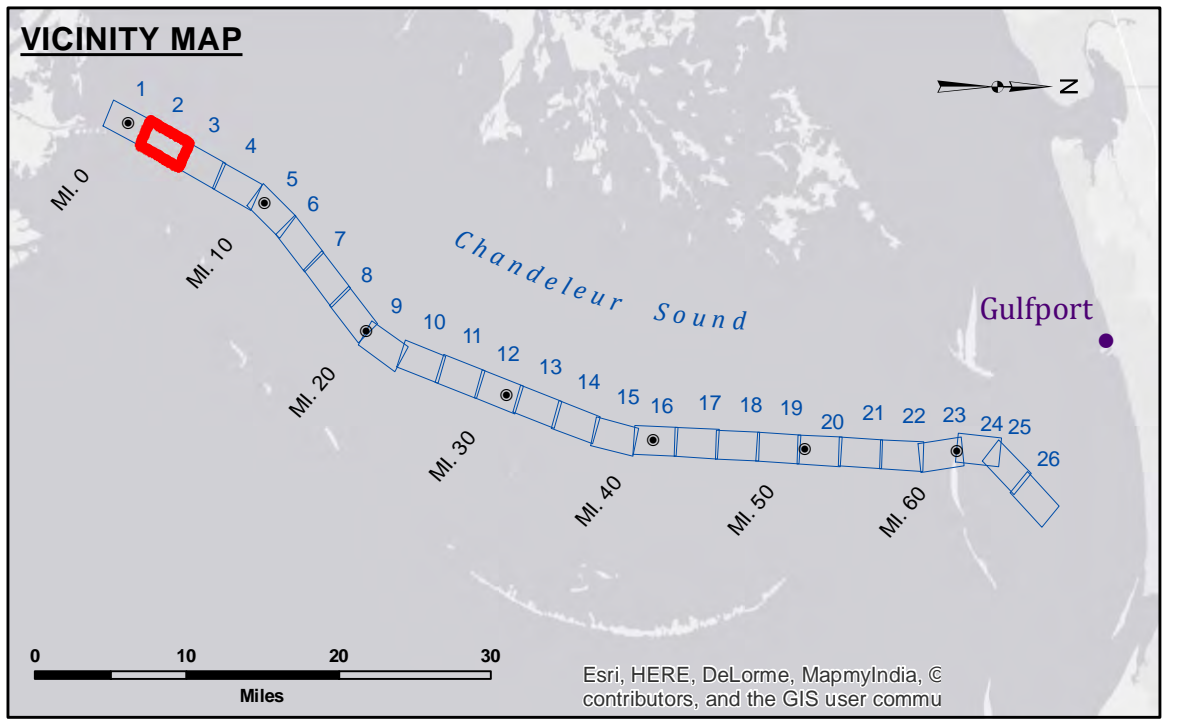 VICINITY MAP
N
1
2
3
4
5
6
7
8
9
10
11
12
13
14
15
16
17
18
19
20
21
22
23
24
25
26
MI. 0
MI. 10
MI. 20
MI. 30
MI. 40
MI. 50
MI. 60
Chandeleur Sound
Gulfport
0 10 20 30
Miles
Esri, HERE, DeLorme, MapmyIndia, ©
contributors, and the GIS user commu